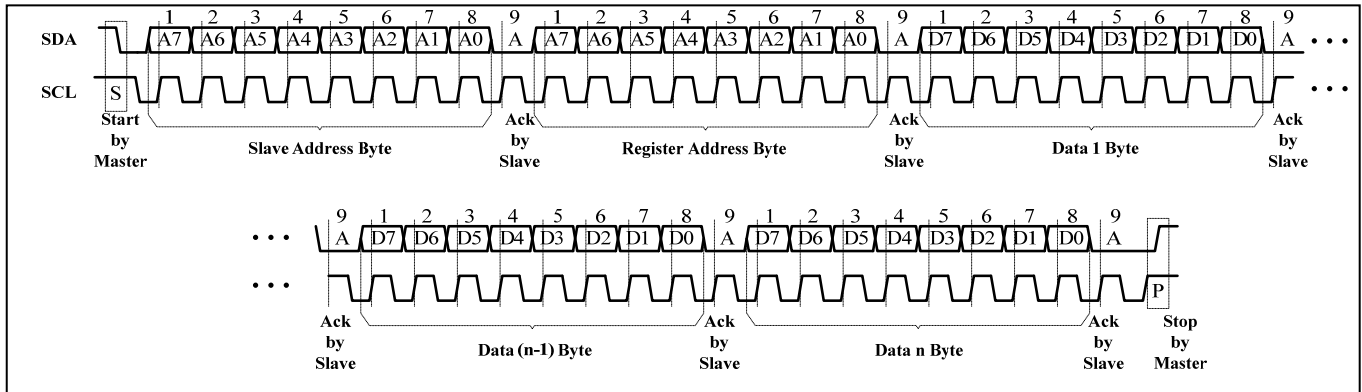 1 2 3 4 5 6 7 8 9 1 2 3 4 5 6 7 8 9 1 2 3 4 5 6 7 8 9
SDA A7 A6 A5 A4 A3 A2 A1 A0 A A7 A6 A5 A4 A3 A2 A1 A0 A D7 D6 D5 D4 D3 D2 D1 D0 A • • •
SCL S • • •
Start by Master
Slave Address Byte
Ack by Slave
Register Address Byte
Ack by Slave
Data 1 Byte
Ack by Slave
9 1 2 3 4 5 6 7 8 9 1 2 3 4 5 6 7 8 9
• • • A D7 D6 D5 D4 D3 D2 D1 D0 A D7 D6 D5 D4 D3 D2 D1 D0 A
• • • P
Ack by Slave
Data (n-1) Byte
Ack by Slave
Data n Byte
Ack by Slave
Stop by Master